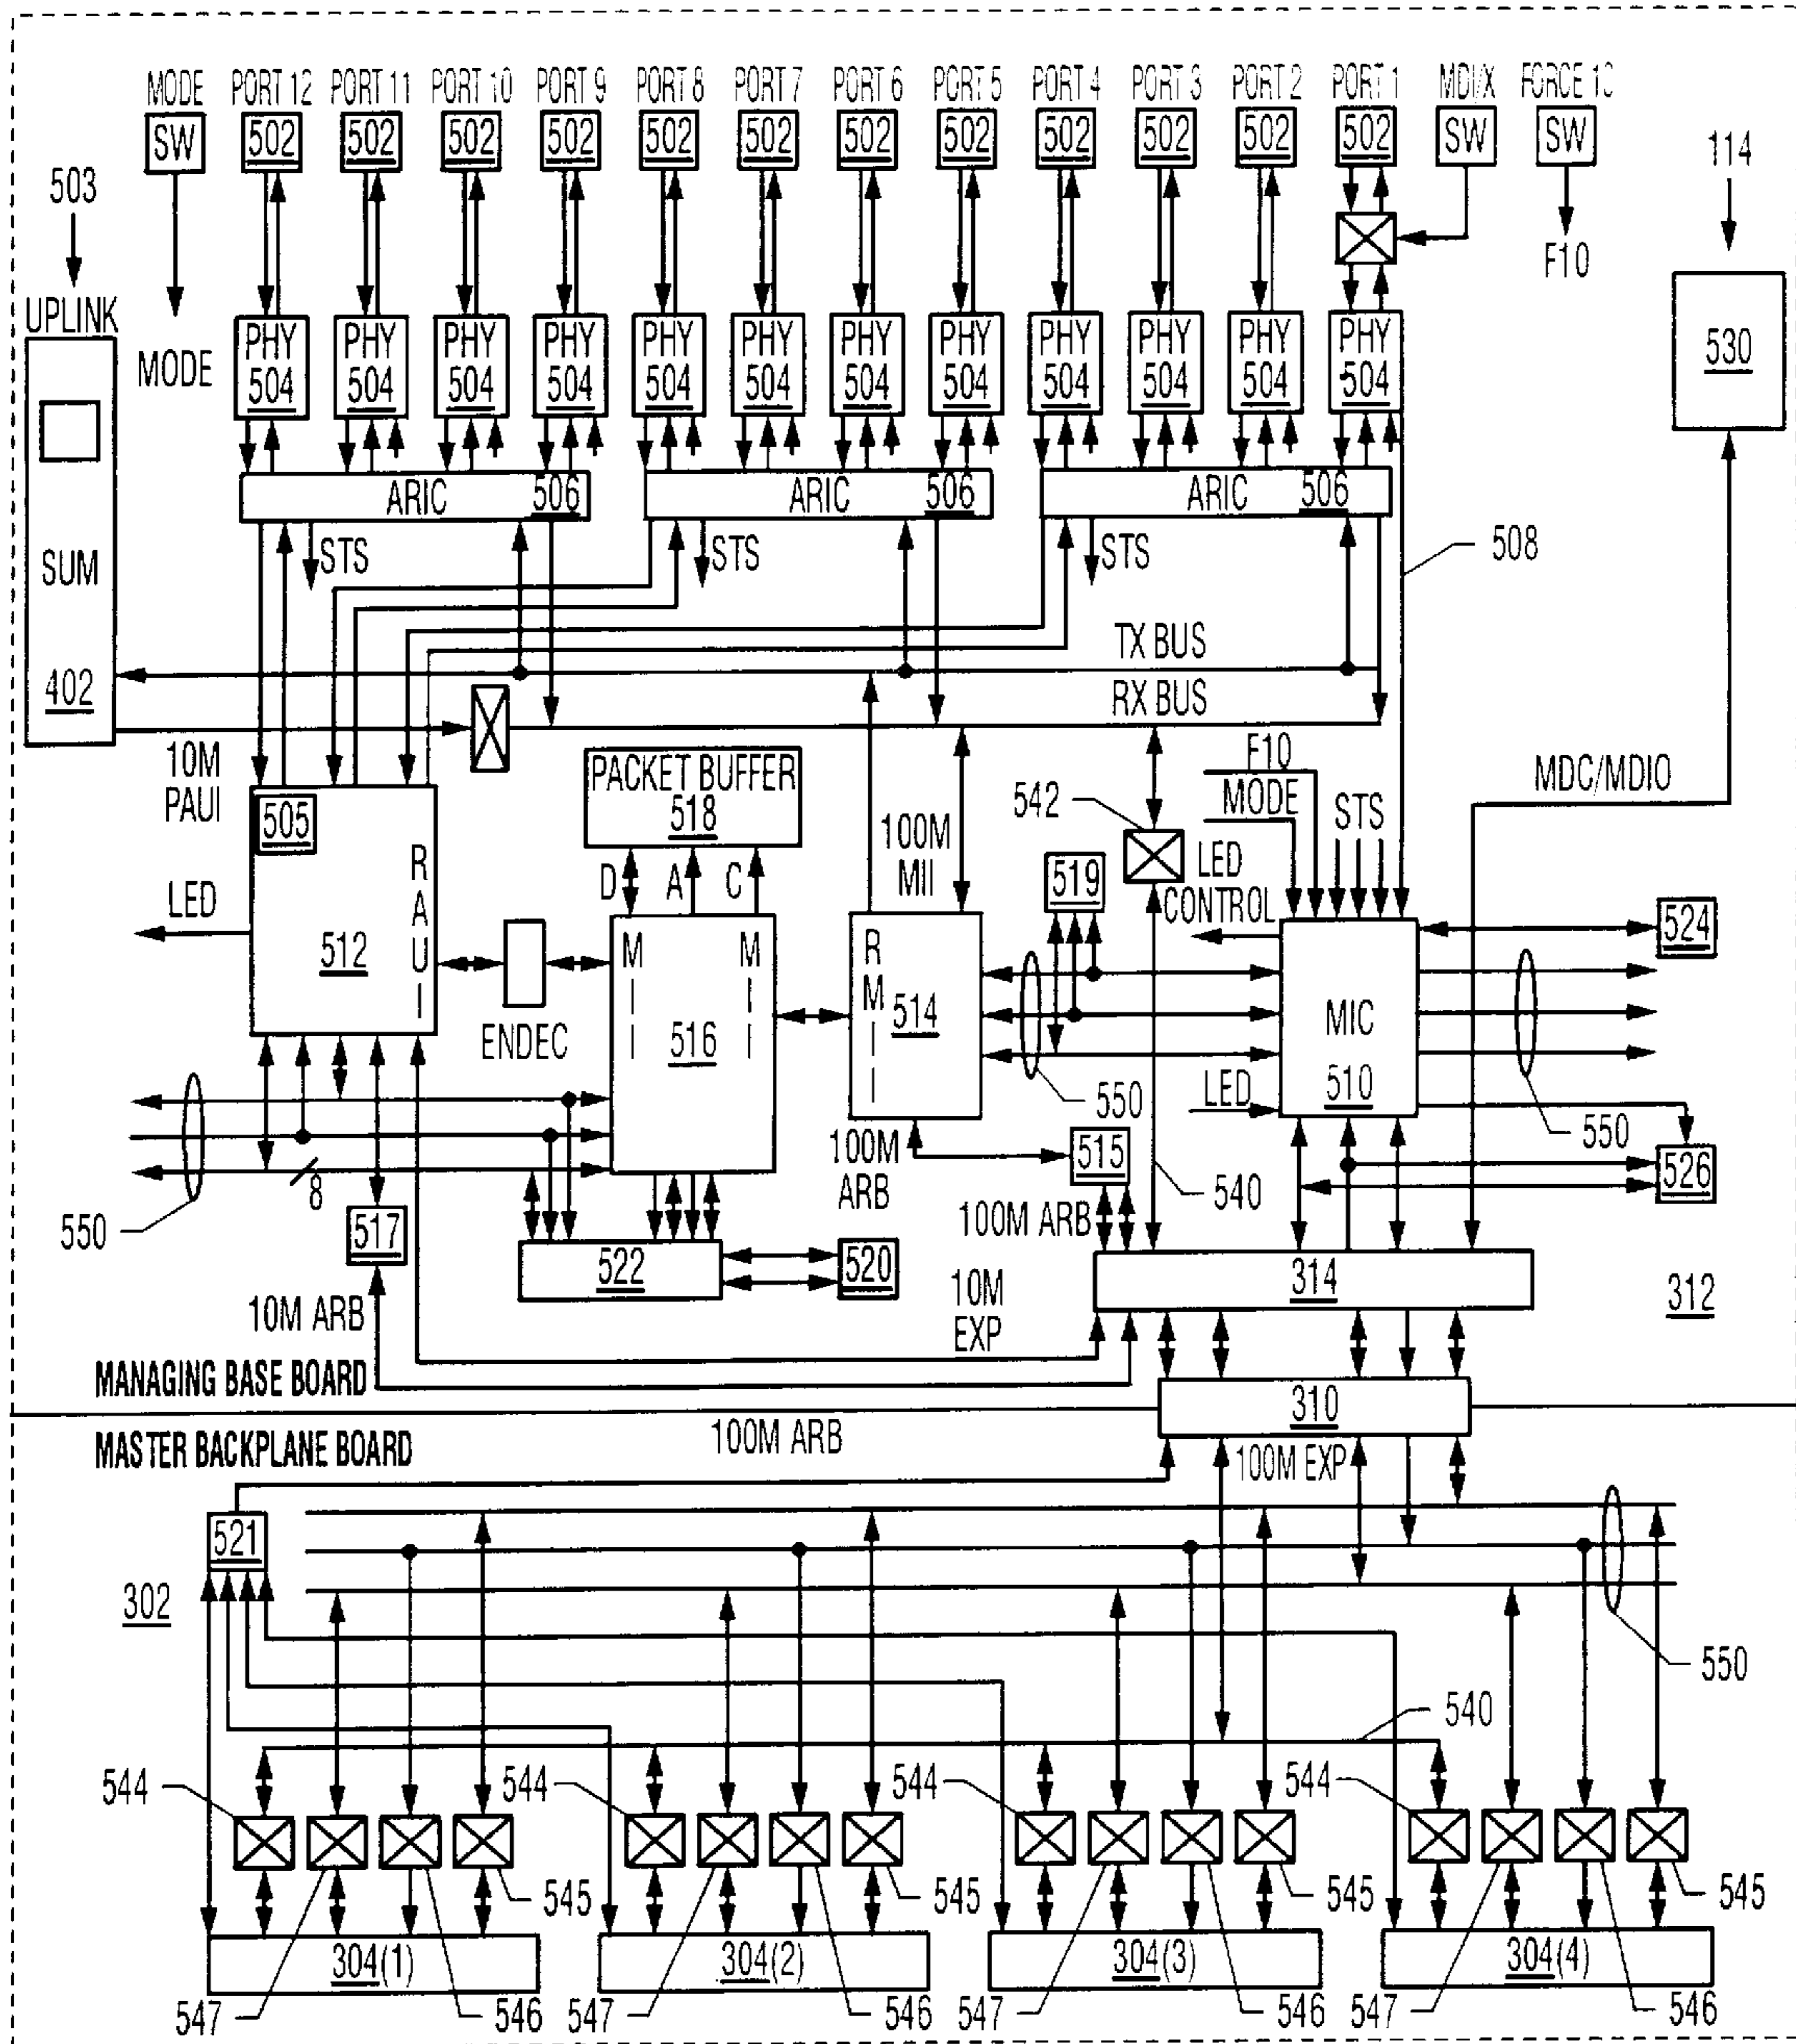 MODE PORT 12 PORT 11 PORT 10 PORT 9 PORT 8 PORT 7 PORT 6 PORT 5 PORT 4 PORT 3 PORT 2 PORT 1 MDI/X FORCE
SW 502 502 502 502 502 502 502 502 502 502 502 502 SW SW
503
114
F10
UPLINK
MODE
PHY PHY PHY PHY PHY PHY PHY PHY PHY PHY PHY PHY
504 504 504 504 504 504 504 504 504 504 504 504
530
ARIC 506 ARIC 506 ARIC 506
SUM
STS STS STS
508
402
TX BUS
RX BUS
10M
PAUI
PACKET BUFFER
518
F10
MODE
MDC/MDIO
505
542
STS
100M
MII
RAUI
D A C
519
LED
CONTROL
LED
512
524
MII
MII
RMII
514
MIC
ENDEC
516
510
550
LED
550
8
100M
ARB
515
540
526
550
517
100M ARB
522
520
314
312
10M ARB
10M
EXP
MANAGING BASE BOARD
310
MASTER BACKPLANE BOARD
100M ARB
100M EXP
521
302
550
540
544 544 544 544
545 545 545 545
304(1) 304(2) 304(3) 304(4)
547 546 547 546 547 546 547 546